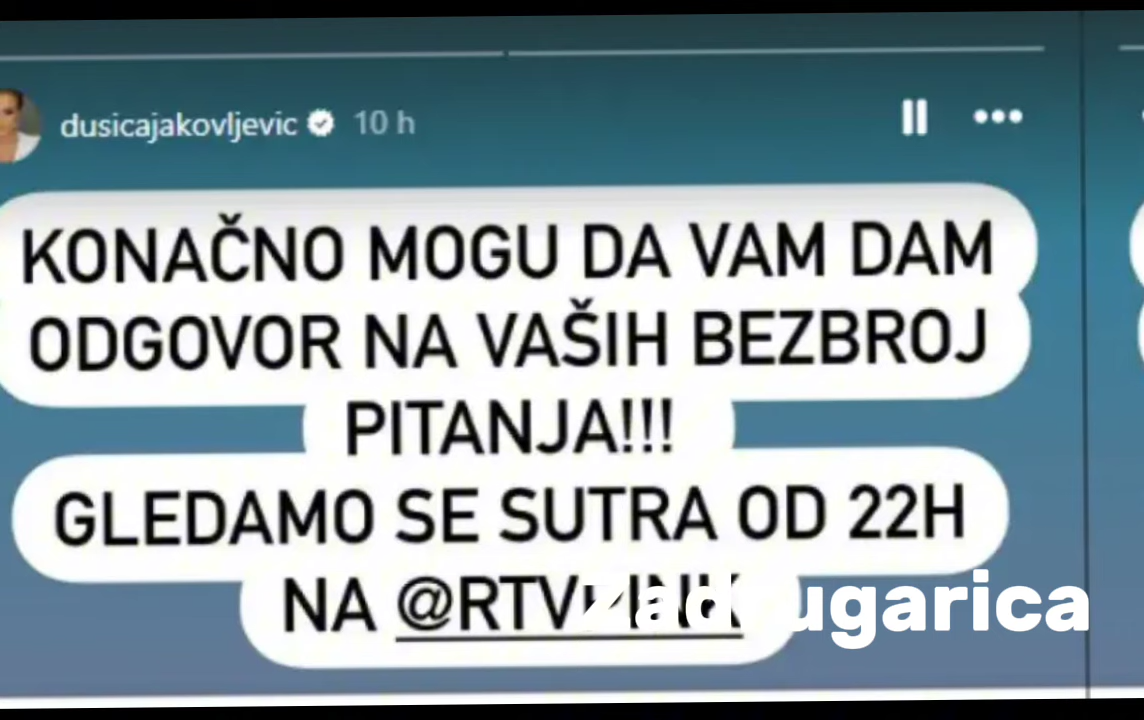 dusicajakovljevic 10 h
KONAČNO MOGU DA VAM DAM
ODGOVOR NA VAŠIH BEZBROJ
PITANJA!!!
GLEDAMO SE SUTRA OD 22H
NA @RTVPINK
Zadrugarica